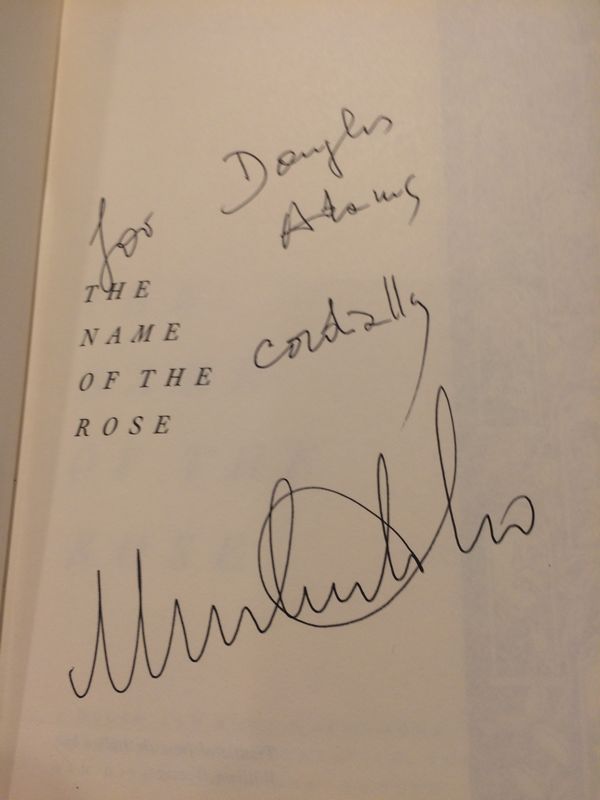 for Douglas
Adams
THE
NAME
OF THE
ROSE
cordially